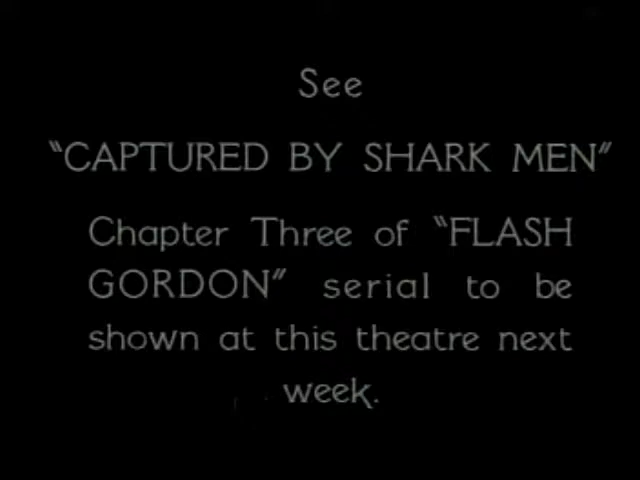 See
“CAPTURED BY SHARK MEN”
Chapter Three of “FLASH
GORDON” serial to be
shown at this theatre next
week.